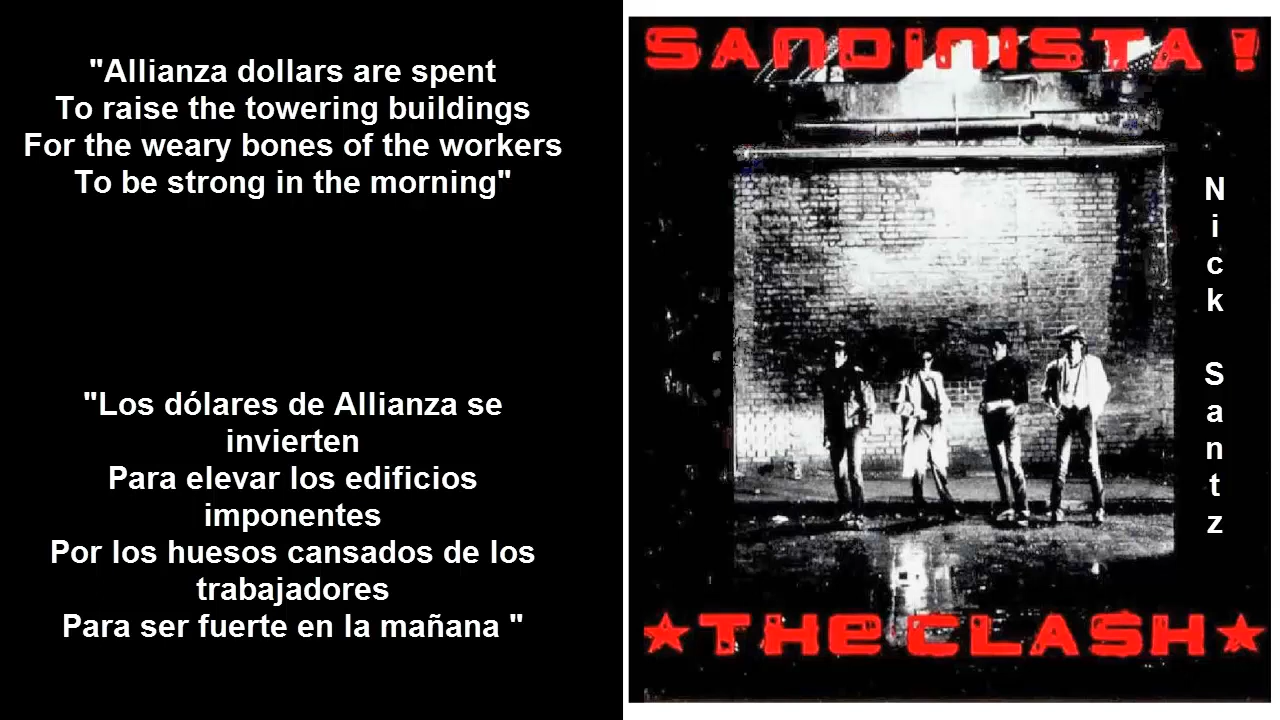 "Allianza dollars are spent
To raise the towering buildings
For the weary bones of the workers
To be strong in the morning"
"Los dólares de Allianza se
invierten
Para elevar los edificios
imponentes
Por los huesos cansados de los
trabajadores
Para ser fuerte en la mañana "
SANDINISTA !
Nick Santz
THE CLASH